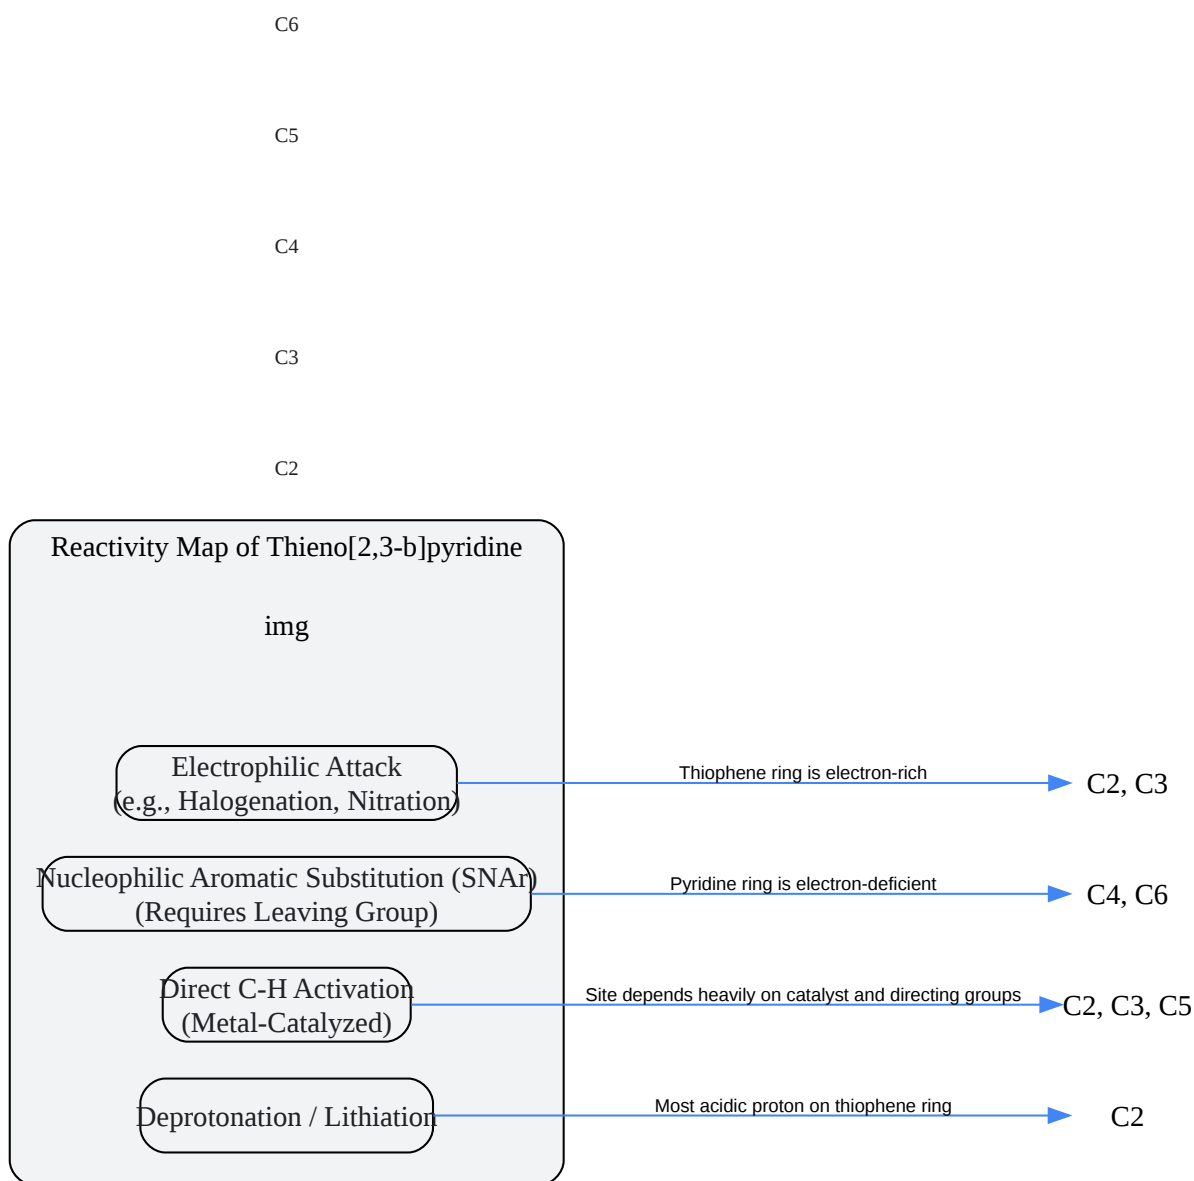 C6
C5
C4
C3
C2
Reactivity Map of Thieno[2,3-b]pyridine
img
Electrophilic Attack
(e.g., Halogenation, Nitration)
Thiophene ring is electron-rich
C2, C3
Nucleophilic Aromatic Substitution (SNAr)
(Requires Leaving Group)
Pyridine ring is electron-deficient
C4, C6
Direct C-H Activation
(Metal-Catalyzed)
Site depends heavily on catalyst and directing groups
C2, C3, C5
Deprotonation / Lithiation
Most acidic proton on thiophene ring
C2